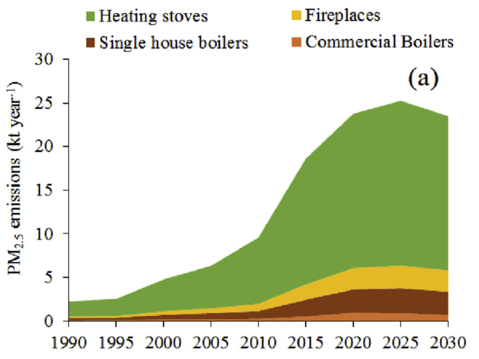 Heating stoves
Fireplaces
Single house boilers
Commercial Boilers
(a)
PM2.5 emissions (kt year-1)
30
25
20
15
10
5
0
1990 1995 2000 2005 2010 2015 2020 2025 2030